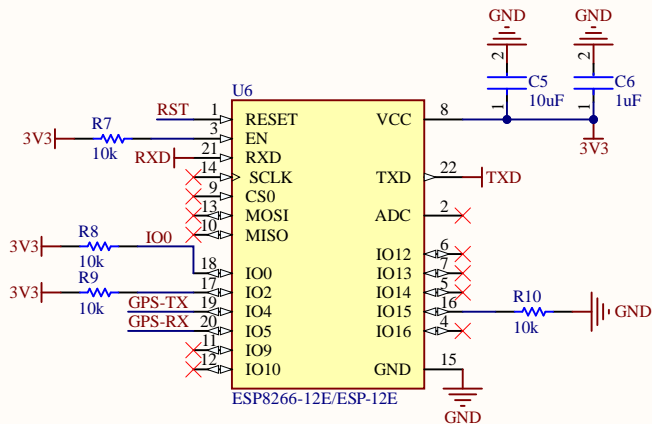 GND GND
2 2
C5 C6
10uF 1uF
1 1
3V3
U6
RST 1 RESET VCC 8
3V3 R7 10k 3 EN
RXD 21 RXD
14 SCLK TXD 22 TXD
9 CS0
13 MOSI ADC 2
10 MISO
IO12 6
3V3 R8 10k IO0 18 IO0 IO13 7
3V3 R9 10k 17 IO2 IO14 5
GPS-TX 19 IO4 IO15 16 R10 10k GND
GPS-RX 20 IO5 IO16 4
11 IO9
12 IO10 GND 15
ESP8266-12E/ESP-12E
GND